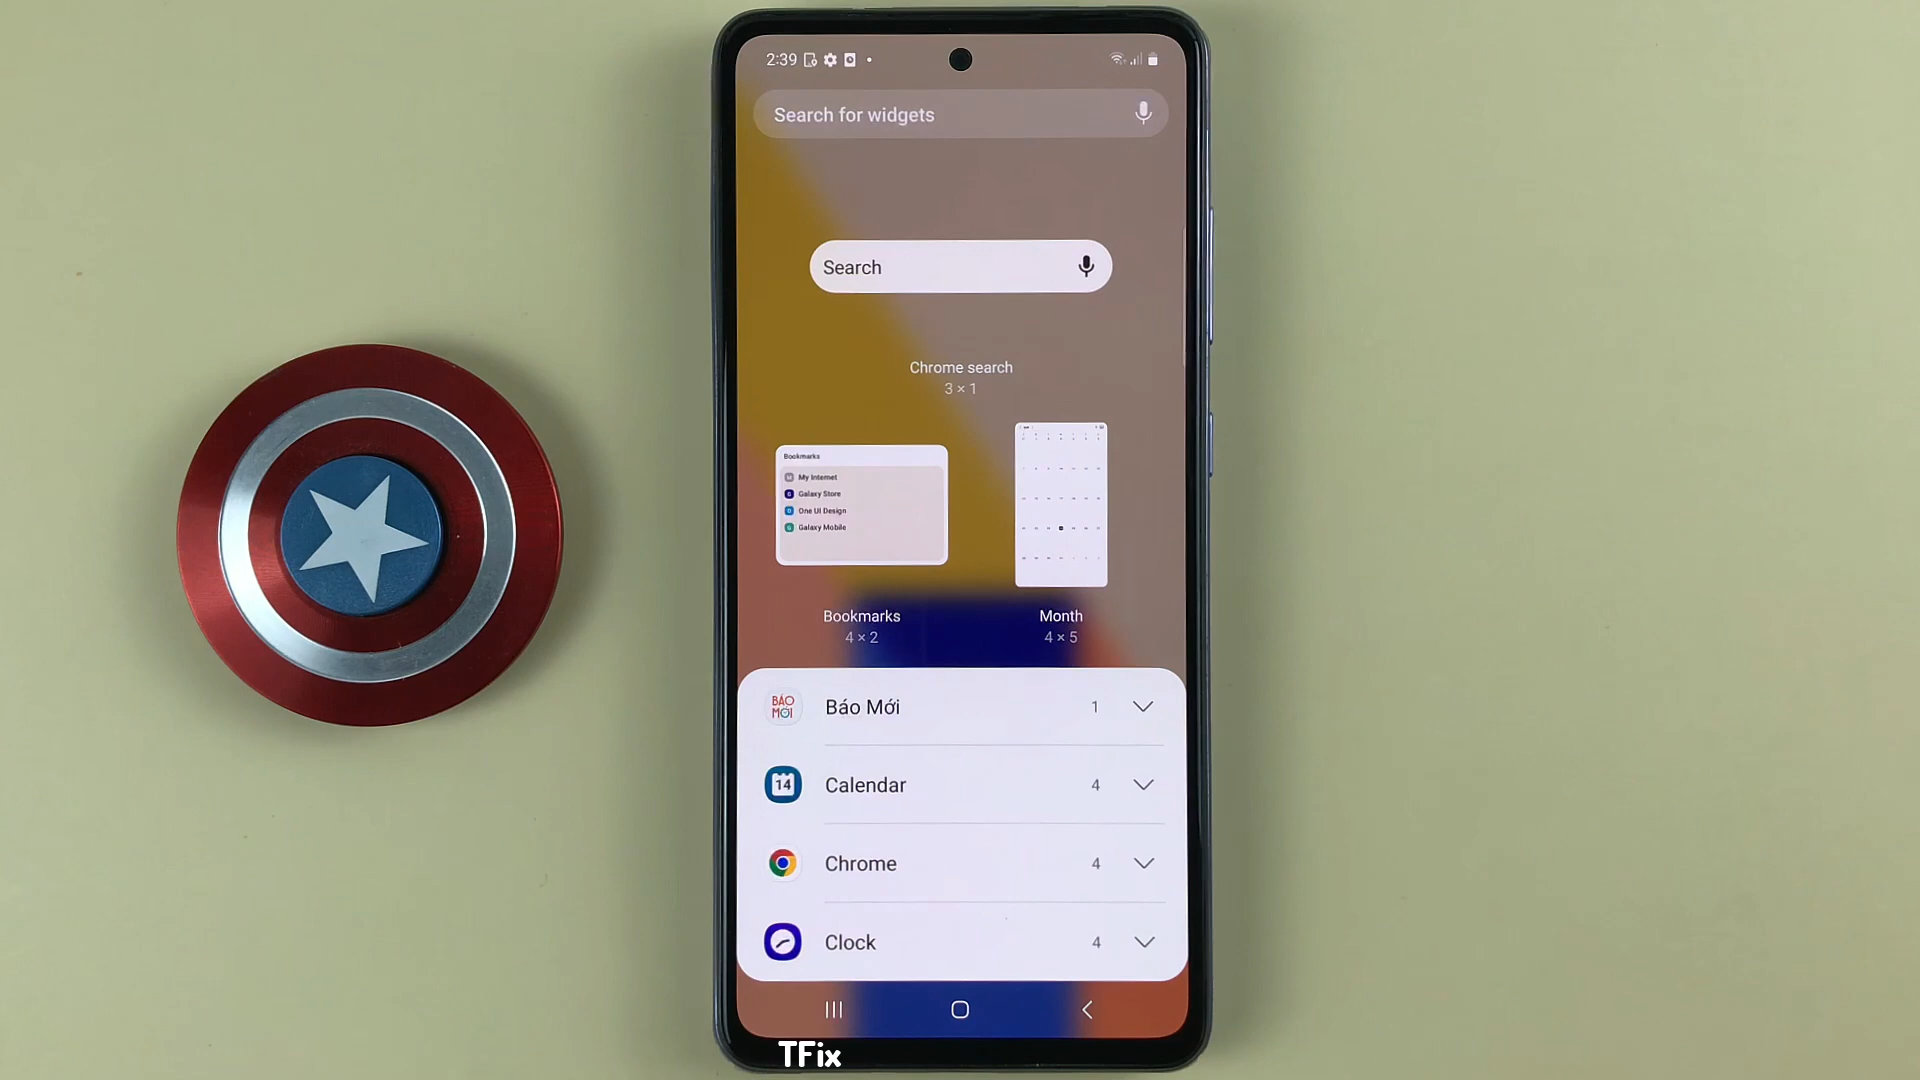 2:39
Search for widgets
Search
Chrome search
3 × 1
Bookmarks
My Internet
Galaxy Store
One UI Design
Galaxy Mobile
Bookmarks
4 × 2
Month
4 × 5
BÁO MỚI
Báo Mới
1
14
Calendar
4
Chrome
4
Clock
4
TFix